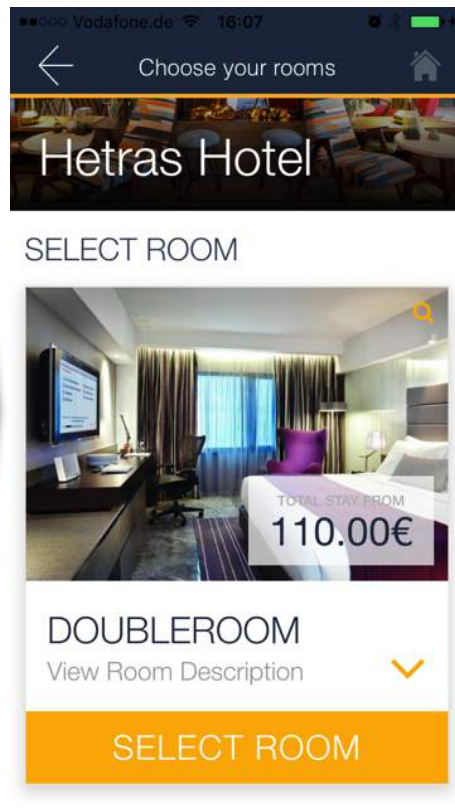 Vodafone.de 16:07
Choose your rooms
Hetras Hotel
SELECT ROOM
TOTAL STAY FROM
110.00€
DOUBLEROOM
View Room Description
SELECT ROOM